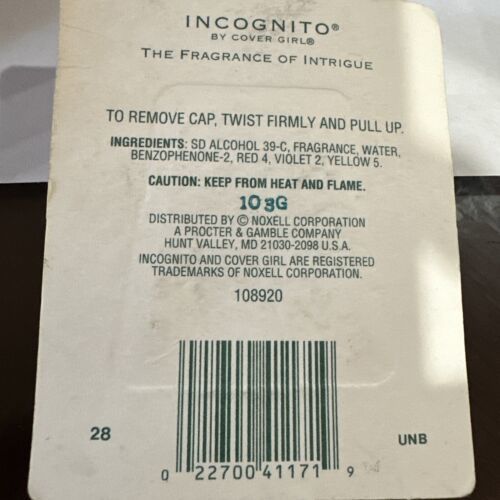 INCOGNITO®
BY COVER GIRL®
THE FRAGRANCE OF INTRIGUE
TO REMOVE CAP, TWIST FIRMLY AND PULL UP.
INGREDIENTS: SD ALCOHOL 39-C, FRAGRANCE, WATER,
BENZOPHENONE-2, RED 4, VIOLET 2, YELLOW 5.
CAUTION: KEEP FROM HEAT AND FLAME.
103G
DISTRIBUTED BY © NOXELL CORPORATION
A PROCTER & GAMBLE COMPANY
HUNT VALLEY, MD 21030-2098 U.S.A.
INCOGNITO AND COVER GIRL ARE REGISTERED
TRADEMARKS OF NOXELL CORPORATION.
108920
28
UNB
0 22700 41171 9